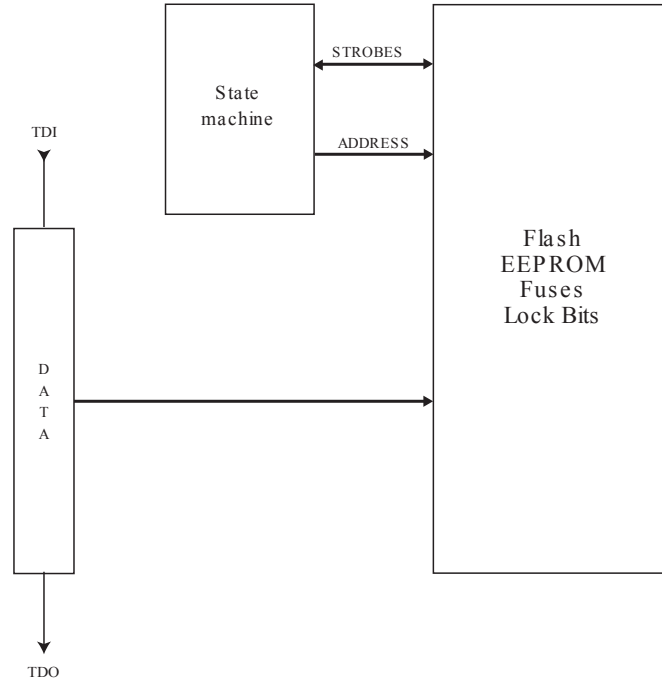 STROBES
State
machine
TDI
ADDRESS
Flash
EEPROM
Fuses
Lock Bits
D
A
T
A
TDO